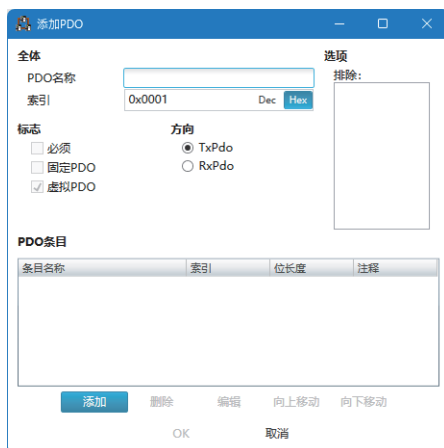 添加PDO
全体
选项
PDO名称
排除:
索引
0x0001
Dec
Hex
标志
方向
必须
TxPdo
固定PDO
RxPdo
虚拟PDO
PDO条目
条目名称
索引
位长度
注释
添加
删除
编辑
向上移动
向下移动
OK
取消